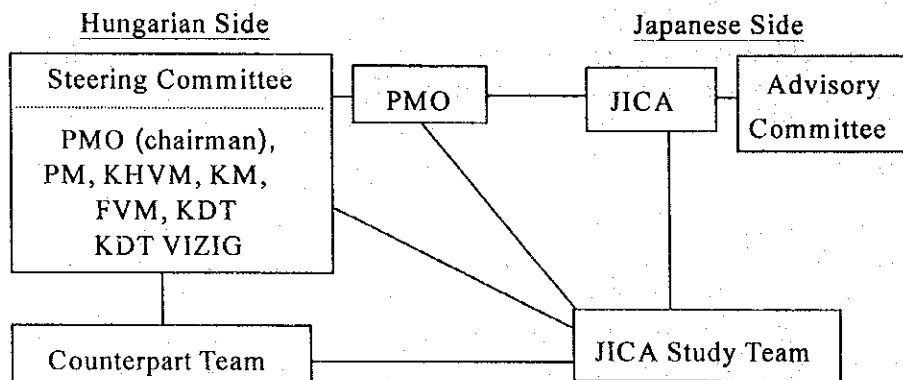 Hungarian Side
Japanese Side
Steering Committee
PMO (chairman),
PM, KHVM, KM,
FVM, KDT
KDT VIZIG
PMO
JICA
Advisory
Committee
Counterpart Team
JICA Study Team